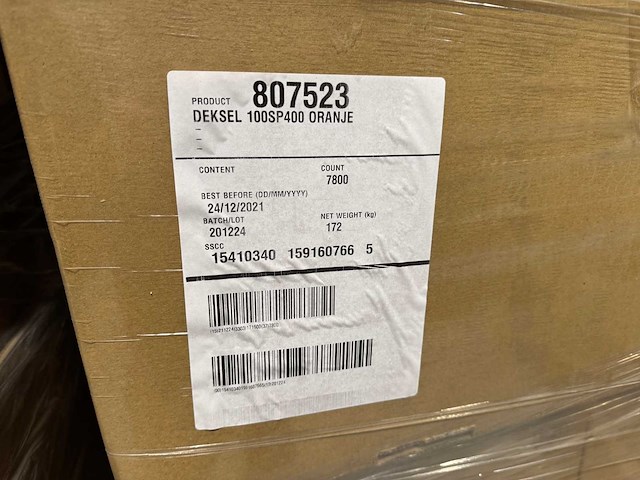 PRODUCT 807523
DEKSEL 100SP400 ORANJE
-
-
-
CONTENT COUNT
7800
BEST BEFORE (DD/MM/YYYY)
24/12/2021
BATCH/LOT NET WEIGHT (kg)
201224 172
SSCC
15410340 159160766 5